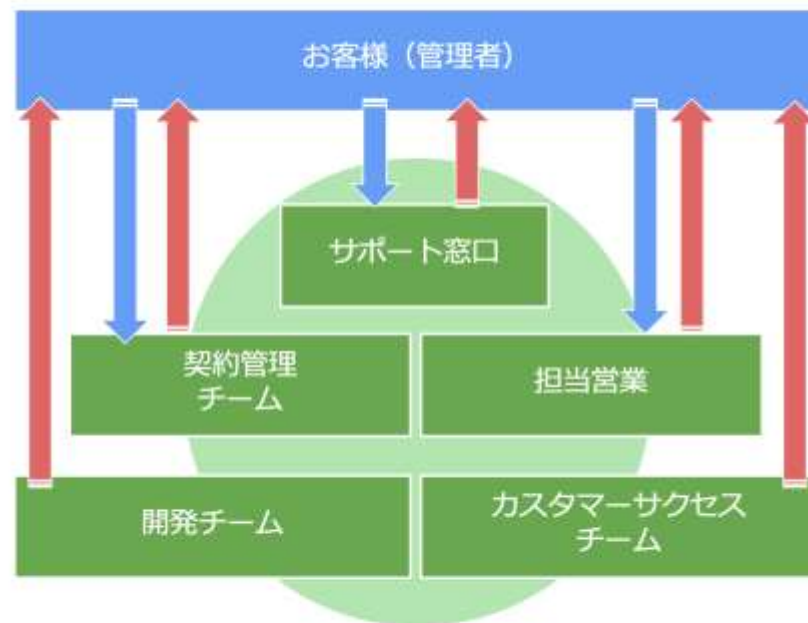 お客様（管理者）
サポート窓口
契約管理
チーム
担当営業
開発チーム
カスタマーサクセス
チーム